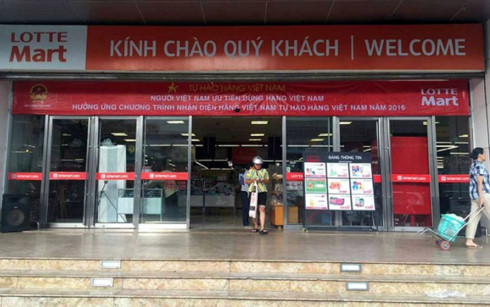 LOTTE
Mart
KÍNH CHÀO QUÝ KHÁCH | WELCOME
TỰ HÀO HÀNG VIỆT NAM
NGƯỜI VIỆT NAM ƯU TIÊN DÙNG HÀNG VIỆT NAM
HƯỞNG ỨNG CHƯƠNG TRÌNH NHẬN DIỆN HÀNG VIỆT NAM TỰ HÀO HÀNG VIỆT NAM NĂM 2016
LOTTE
Mart
BẢNG THÔNG TIN